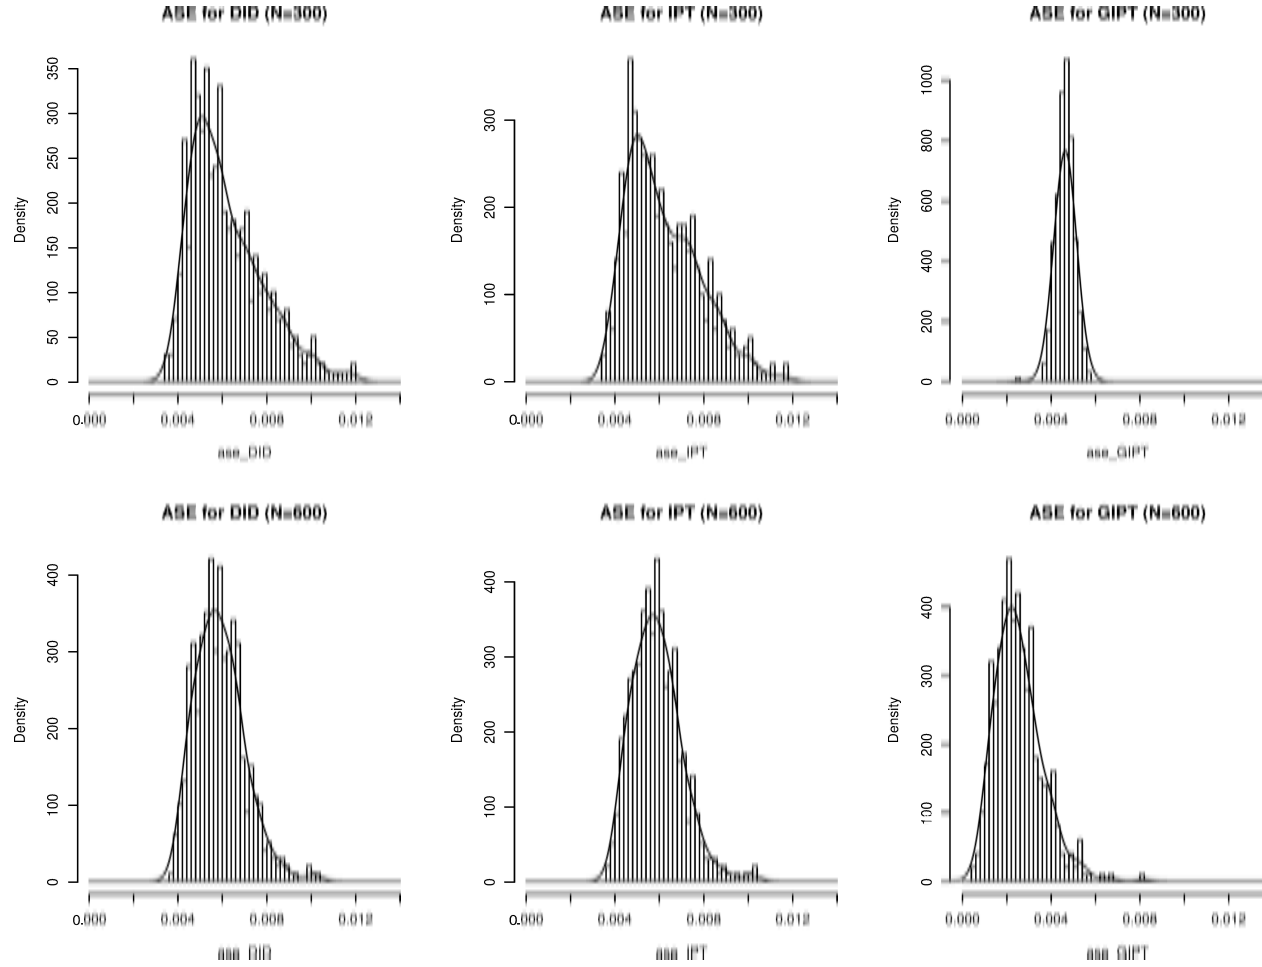 ASE for DID (N=300)
350
300
250
200
150
100
50
0
Density
0.000 0.004 0.008 0.012
ase_DID
ASE for IPT (N=300)
300
200
100
0
Density
0.000 0.004 0.008 0.012
ase_IPT
ASE for GIPT (N=300)
1000
800
600
400
200
0
Density
0.000 0.004 0.008 0.012
ase_GIPT
ASE for DID (N=600)
400
300
200
100
0
Density
0.000 0.004 0.008 0.012
ase_DID
ASE for IPT (N=600)
400
300
200
100
0
Density
0.000 0.004 0.008 0.012
ase_IPT
ASE for GIPT (N=600)
400
300
200
100
0
Density
0.000 0.004 0.008 0.012
ase_GIPT